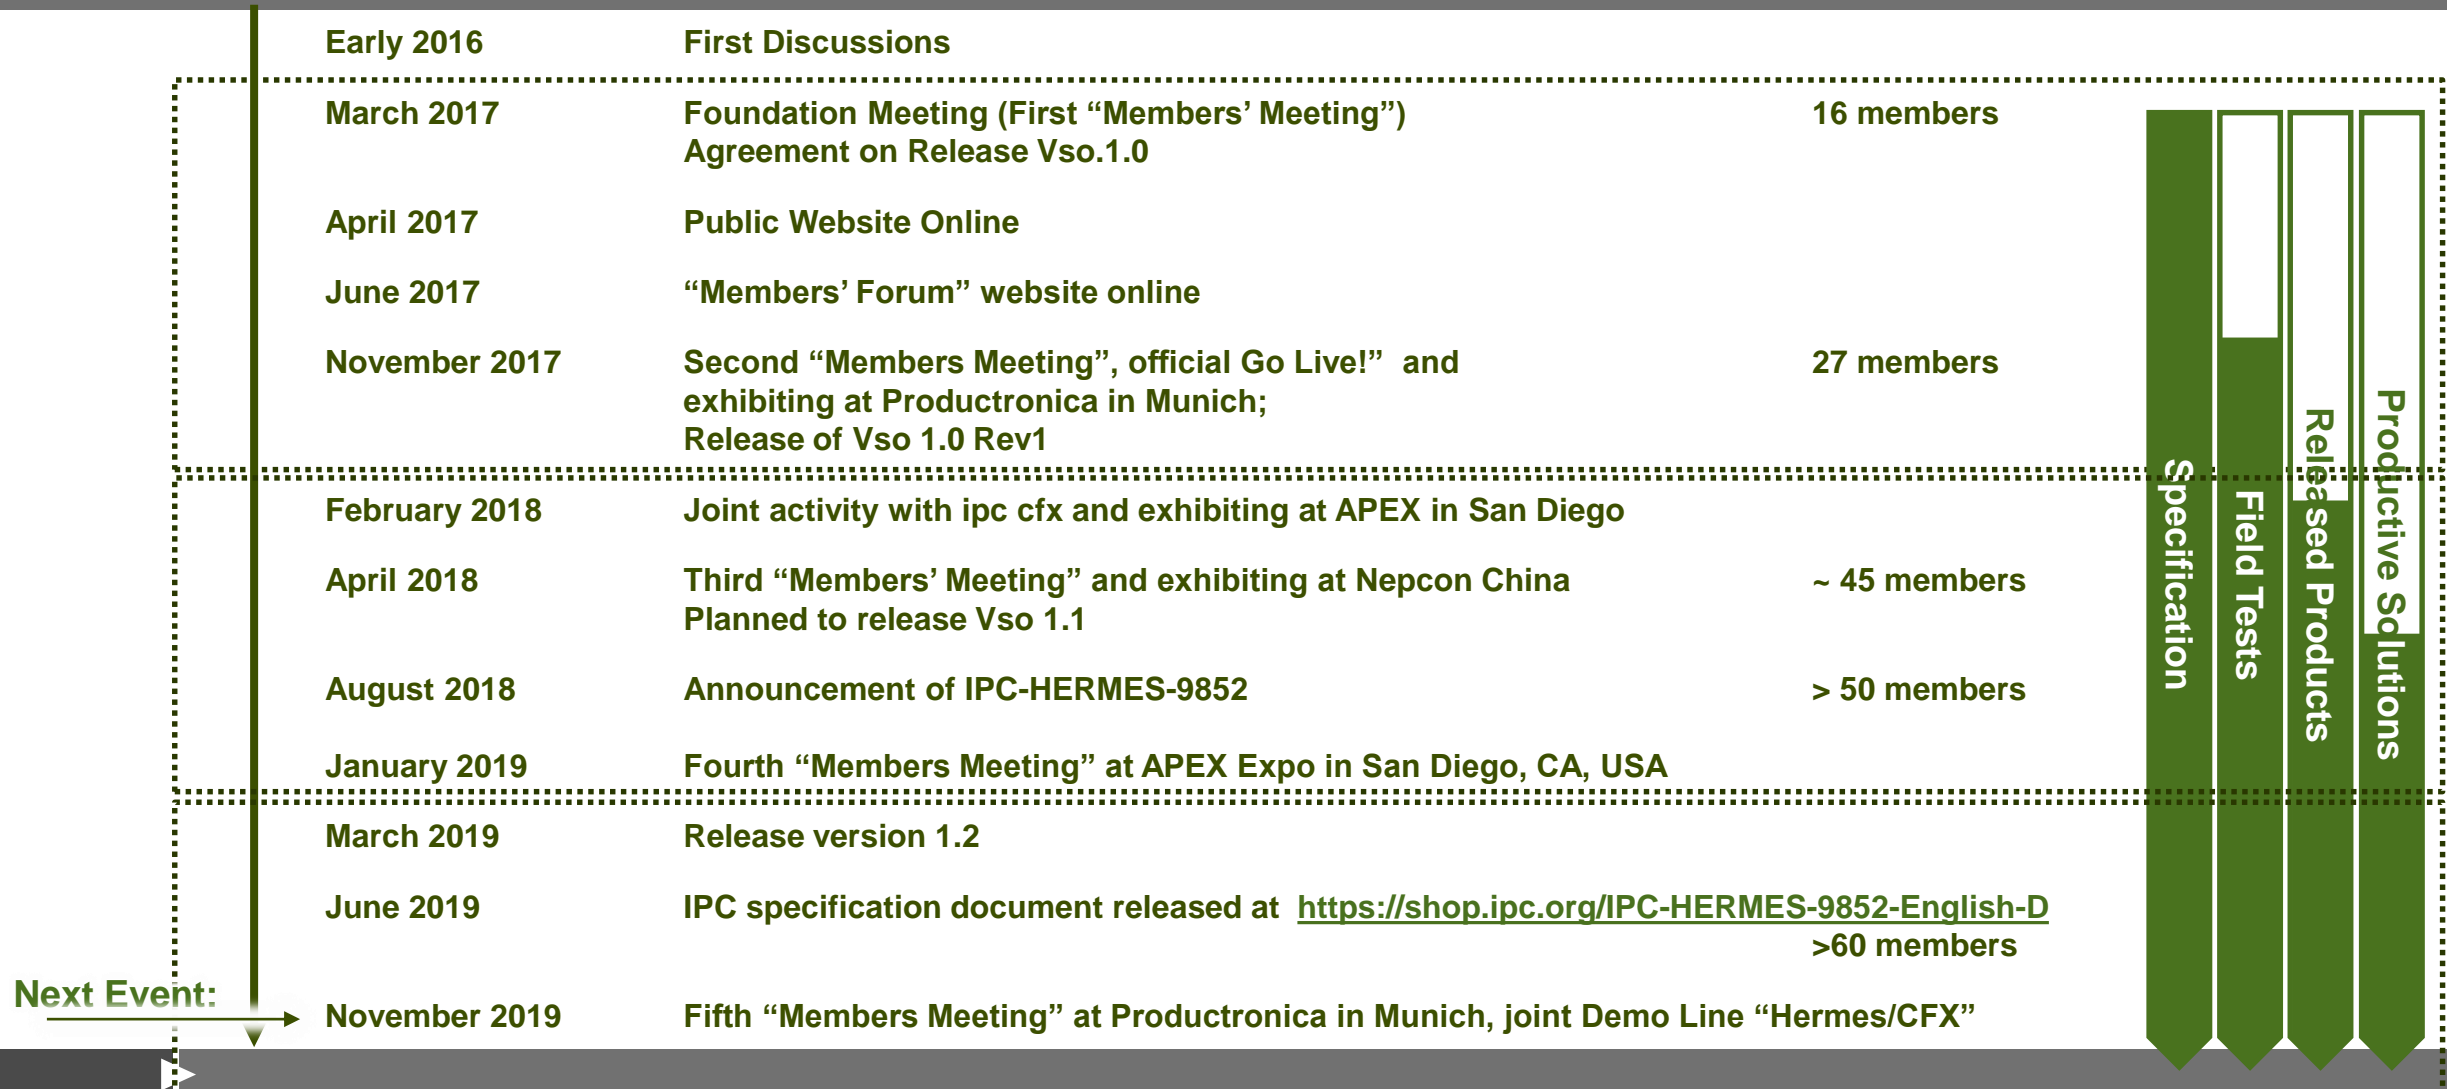 Early 2016 First Discussions
March 2017 Foundation Meeting (First “Members’ Meeting”) 16 members
Agreement on Release Vso.1.0
April 2017 Public Website Online
June 2017 “Members’ Forum” website online
November 2017 Second “Members Meeting”, official Go Live!” and 27 members
exhibiting at Productronica in Munich;
Release of Vso 1.0 Rev1
February 2018 Joint activity with ipc cfx and exhibiting at APEX in San Diego
April 2018 Third “Members’ Meeting” and exhibiting at Nepcon China ~ 45 members
Planned to release Vso 1.1
August 2018 Announcement of IPC-HERMES-9852 > 50 members
January 2019 Fourth “Members Meeting” at APEX Expo in San Diego, CA, USA
March 2019 Release version 1.2
June 2019 IPC specification document released at https://shop.ipc.org/IPC-HERMES-9852-English-D
>60 members
Next Event:
November 2019 Fifth “Members Meeting” at Productronica in Munich, joint Demo Line “Hermes/CFX”
Specification
Field Tests
Released Products
Productive Solutions